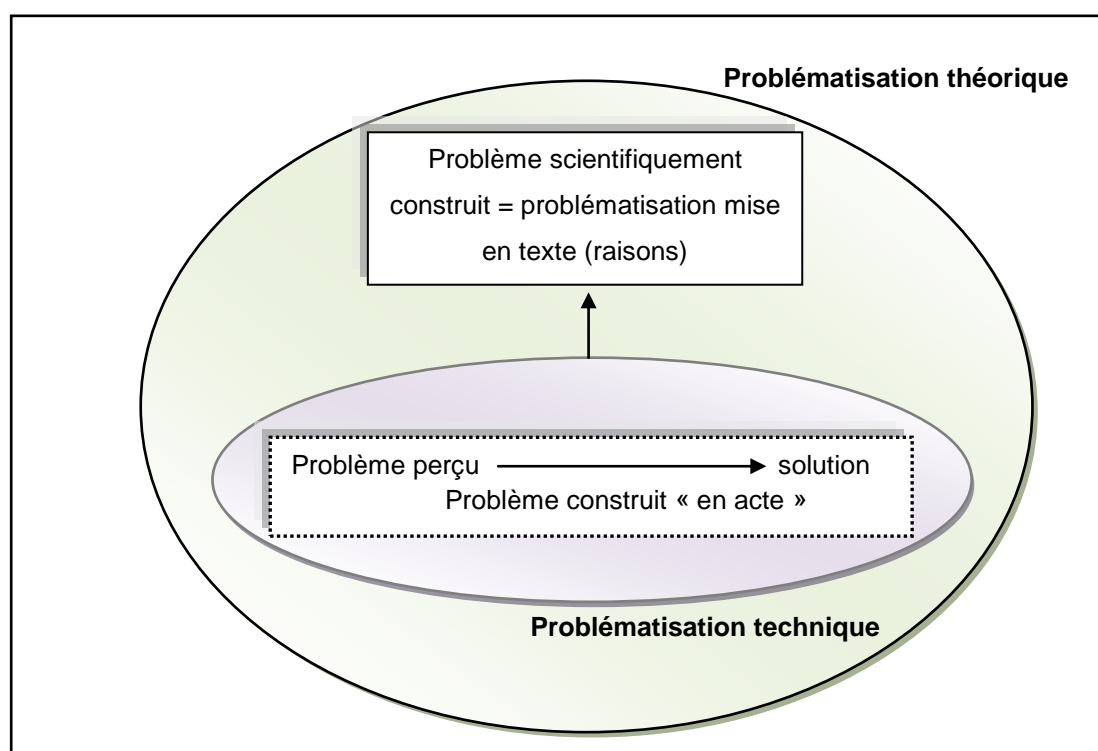 Problématisation théorique
Problème scientifiquement
construit = problématisation mise
en texte (raisons)
Problème perçu solution
Problème construit « en acte »
Problématisation technique